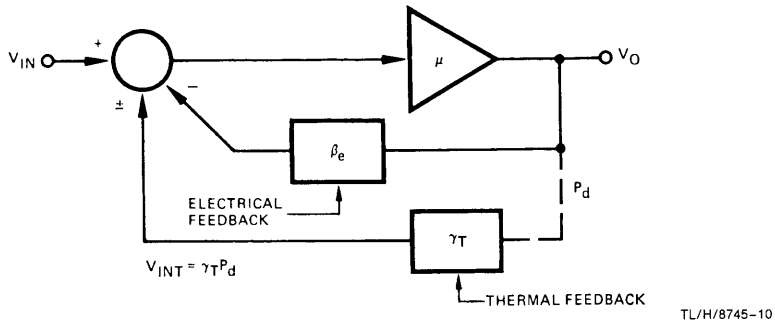 V_IN
+
−
±
μ
V_O
β_e
ELECTRICAL
FEEDBACK
P_d
γ_T
V_INT = γ_T P_d
THERMAL FEEDBACK
TL/H/8745-10